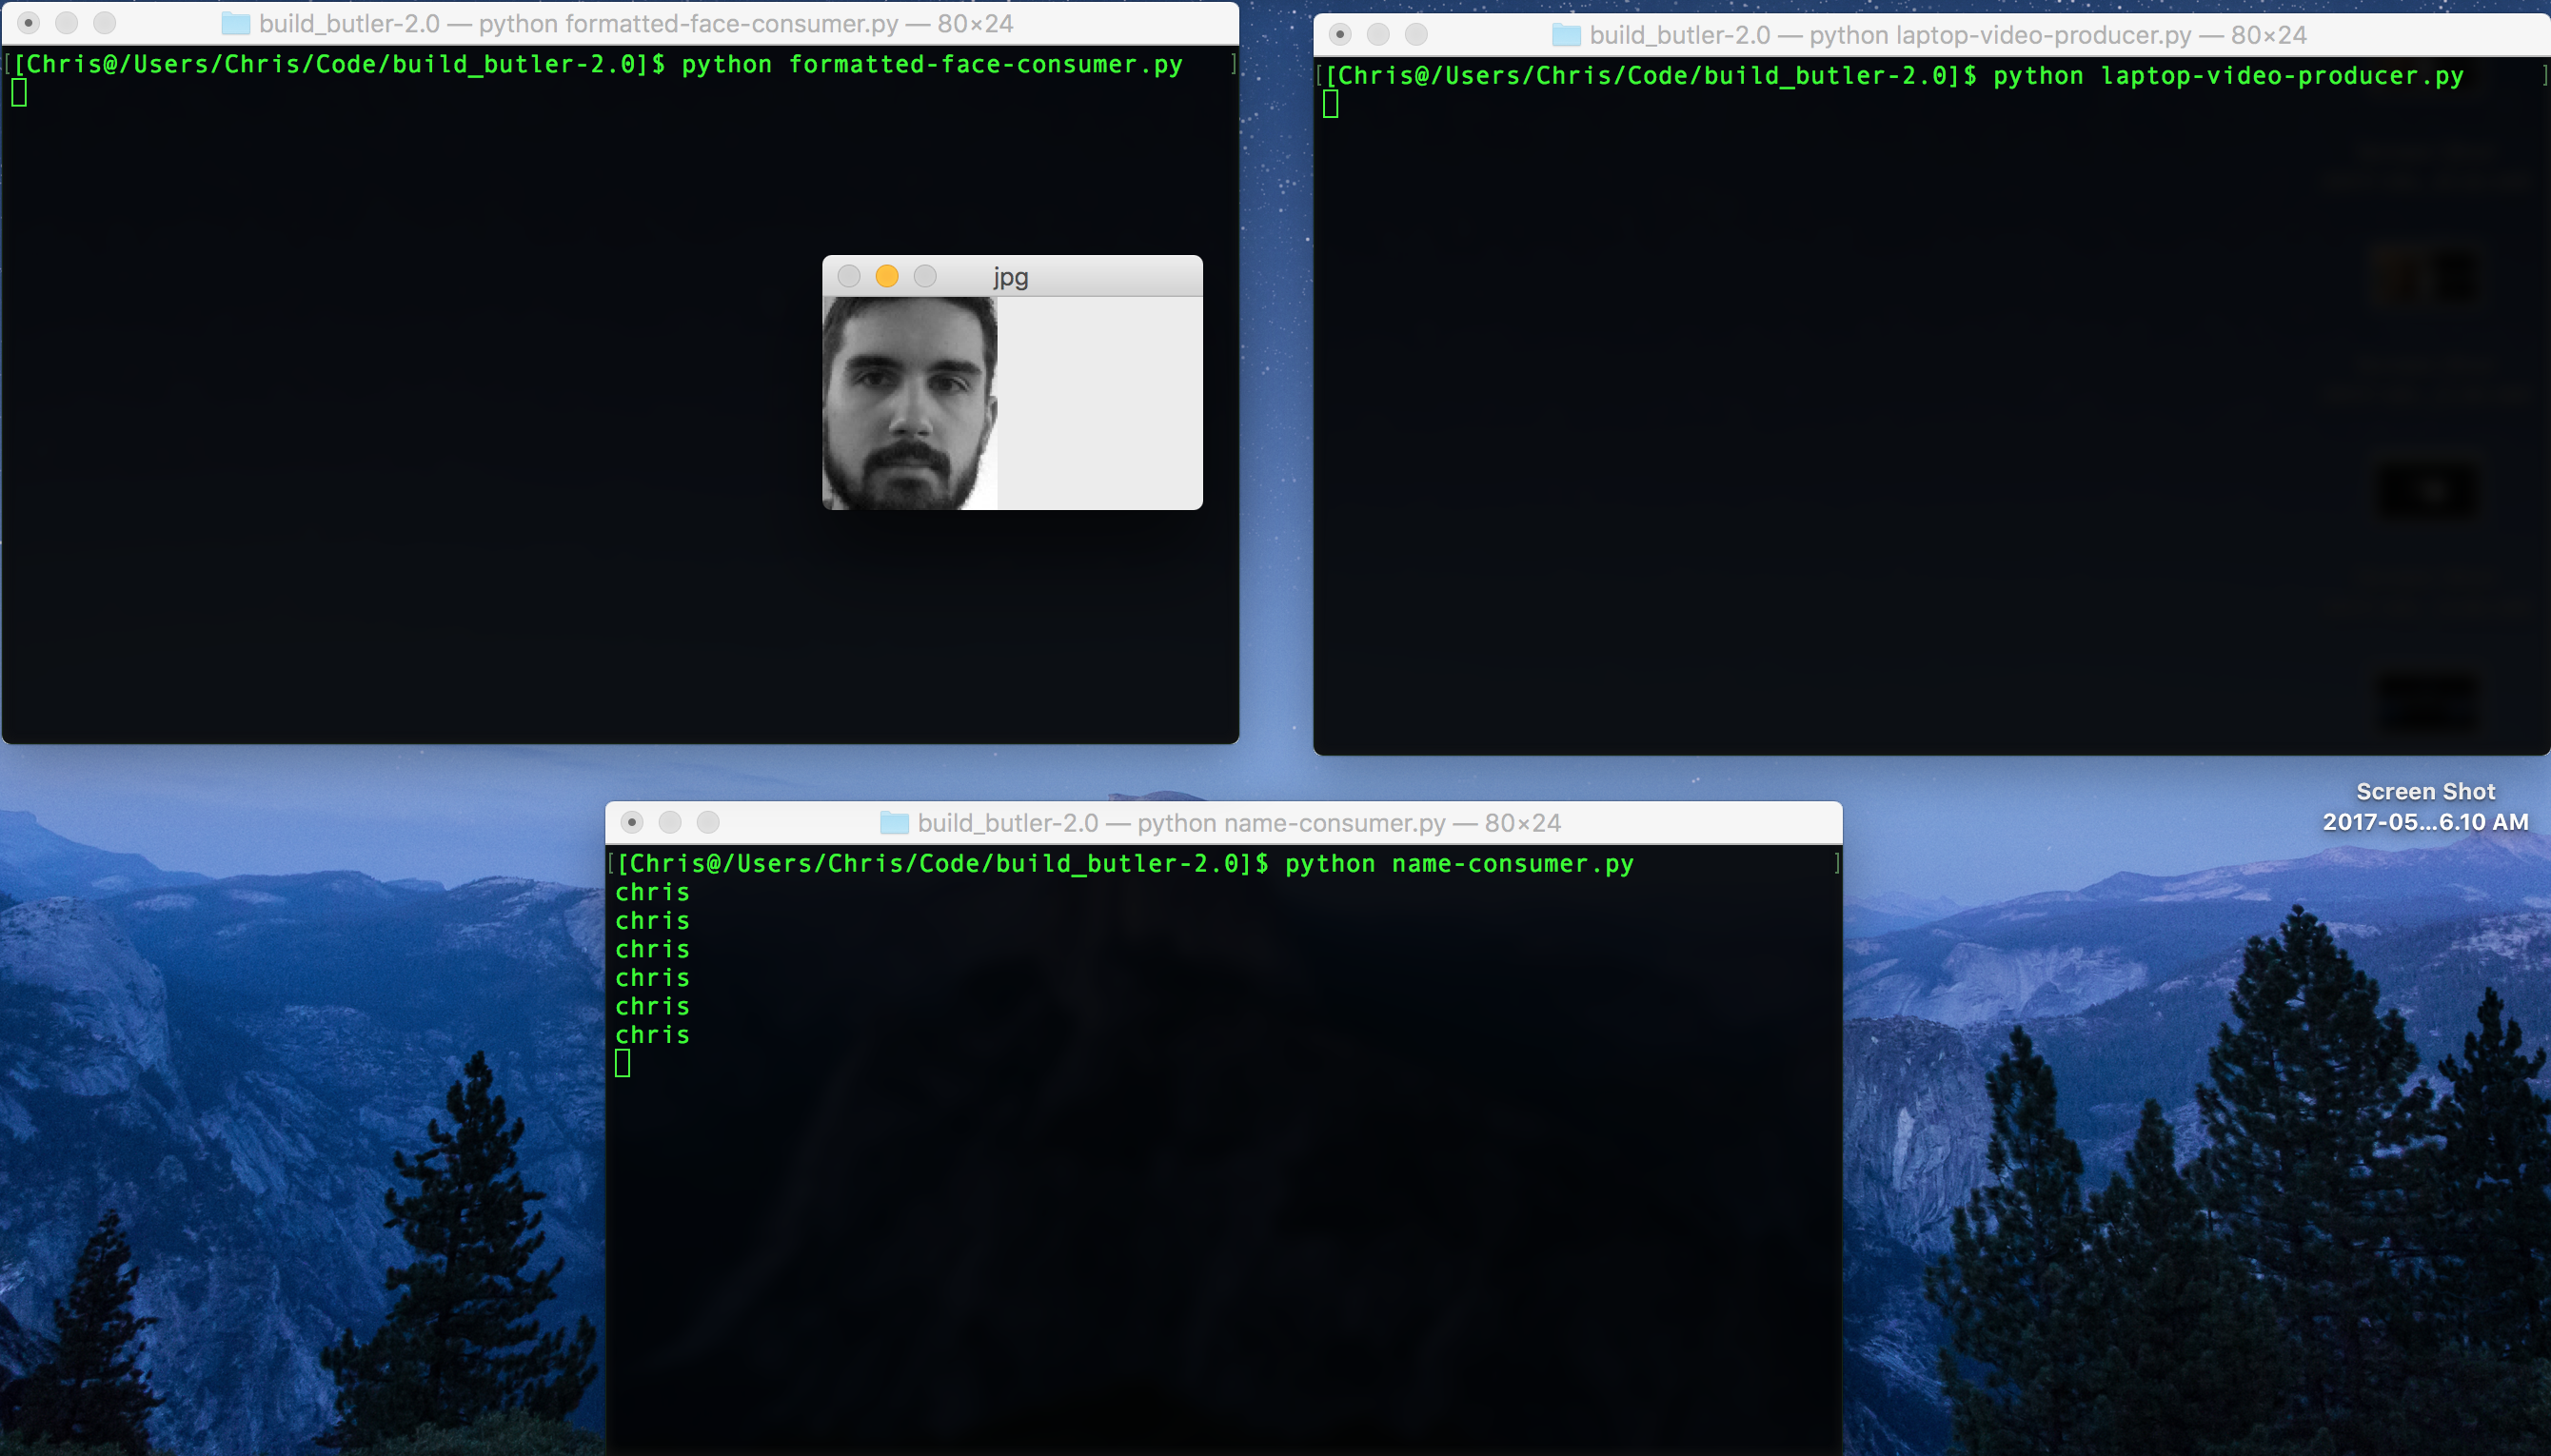 build_butler-2.0 — python formatted-face-consumer.py — 80×24
[[Chris@/Users/Chris/Code/build_butler-2.0]$ python formatted-face-consumer.py ]
jpg
build_butler-2.0 — python laptop-video-producer.py — 80×24
[[Chris@/Users/Chris/Code/build_butler-2.0]$ python laptop-video-producer.py ]
Screen Shot
2017-05...6.10 AM
build_butler-2.0 — python name-consumer.py — 80×24
[[Chris@/Users/Chris/Code/build_butler-2.0]$ python name-consumer.py ]
chris
chris
chris
chris
chris
chris